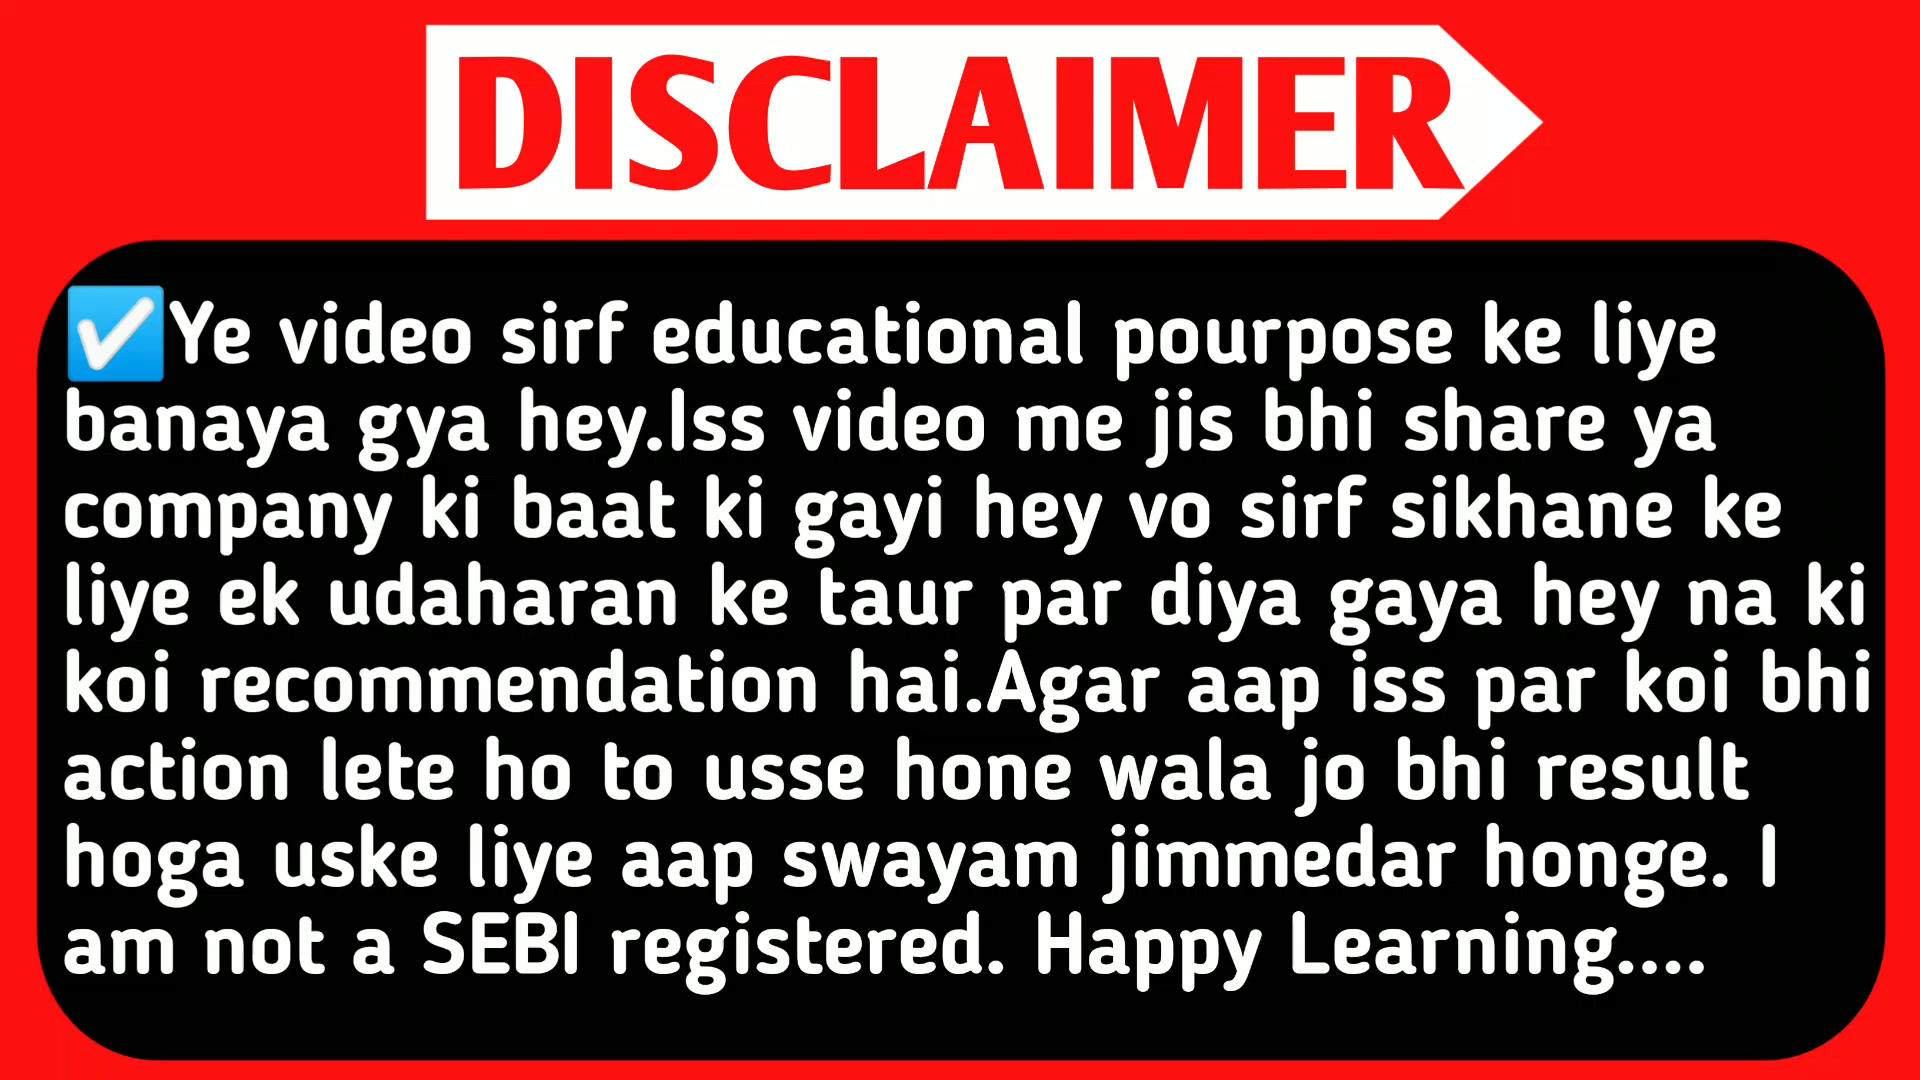 DISCLAIMER
✅Ye video sirf educational pourpose ke liye
banaya gya hey.Iss video me jis bhi share ya
company ki baat ki gayi hey vo sirf sikhane ke
liye ek udaharan ke taur par diya gaya hey na ki
koi recommendation hai.Agar aap iss par koi bhi
action lete ho to usse hone wala jo bhi result
hoga uske liye aap swayam jimmedar honge. I
am not a SEBI registered. Happy Learning....